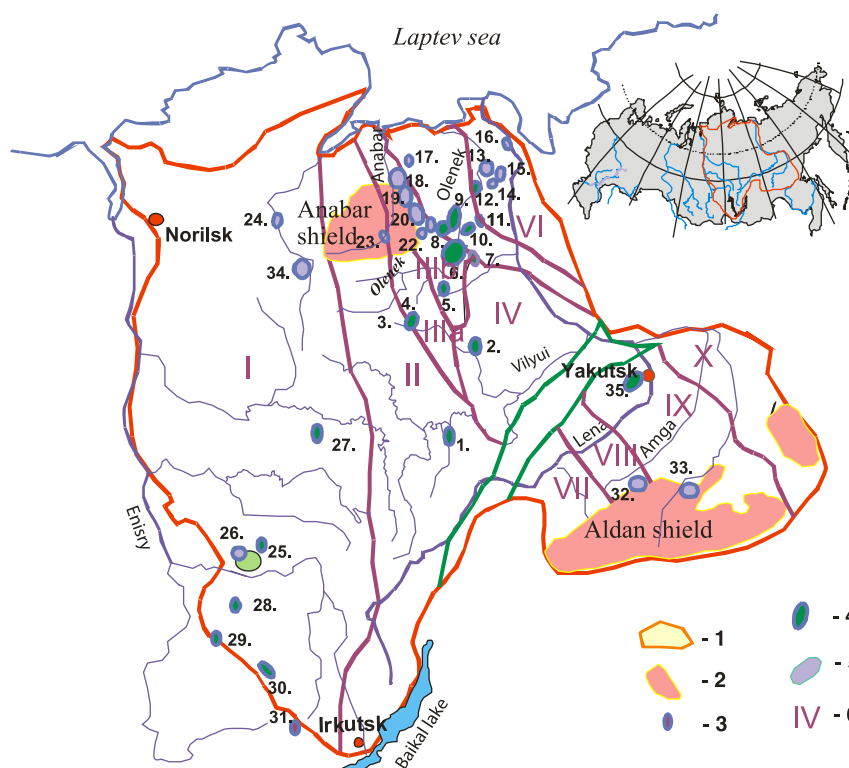 Laptev sea
16.
17.
13.
15.
Anabar
18.
Olenek
14.
12.
19.
9.
11.
24.
Anabar
shield
20.
VI
Norilsk
23.
22.
8.
10.
7.
34.
Olenek
6.
5.
4.
IV
3.
IIIa
2.
Vilyui
X
I
II
Yakutsk
35.
IX
27.
1.
Lena
Amga
VIII
VII
33.
32.
Enisry
Aldan shield
26.
25.
28.
29.
30.
31.
Irkutsk
Baikal lake
- 1
- 2
- 3
- 4
IV